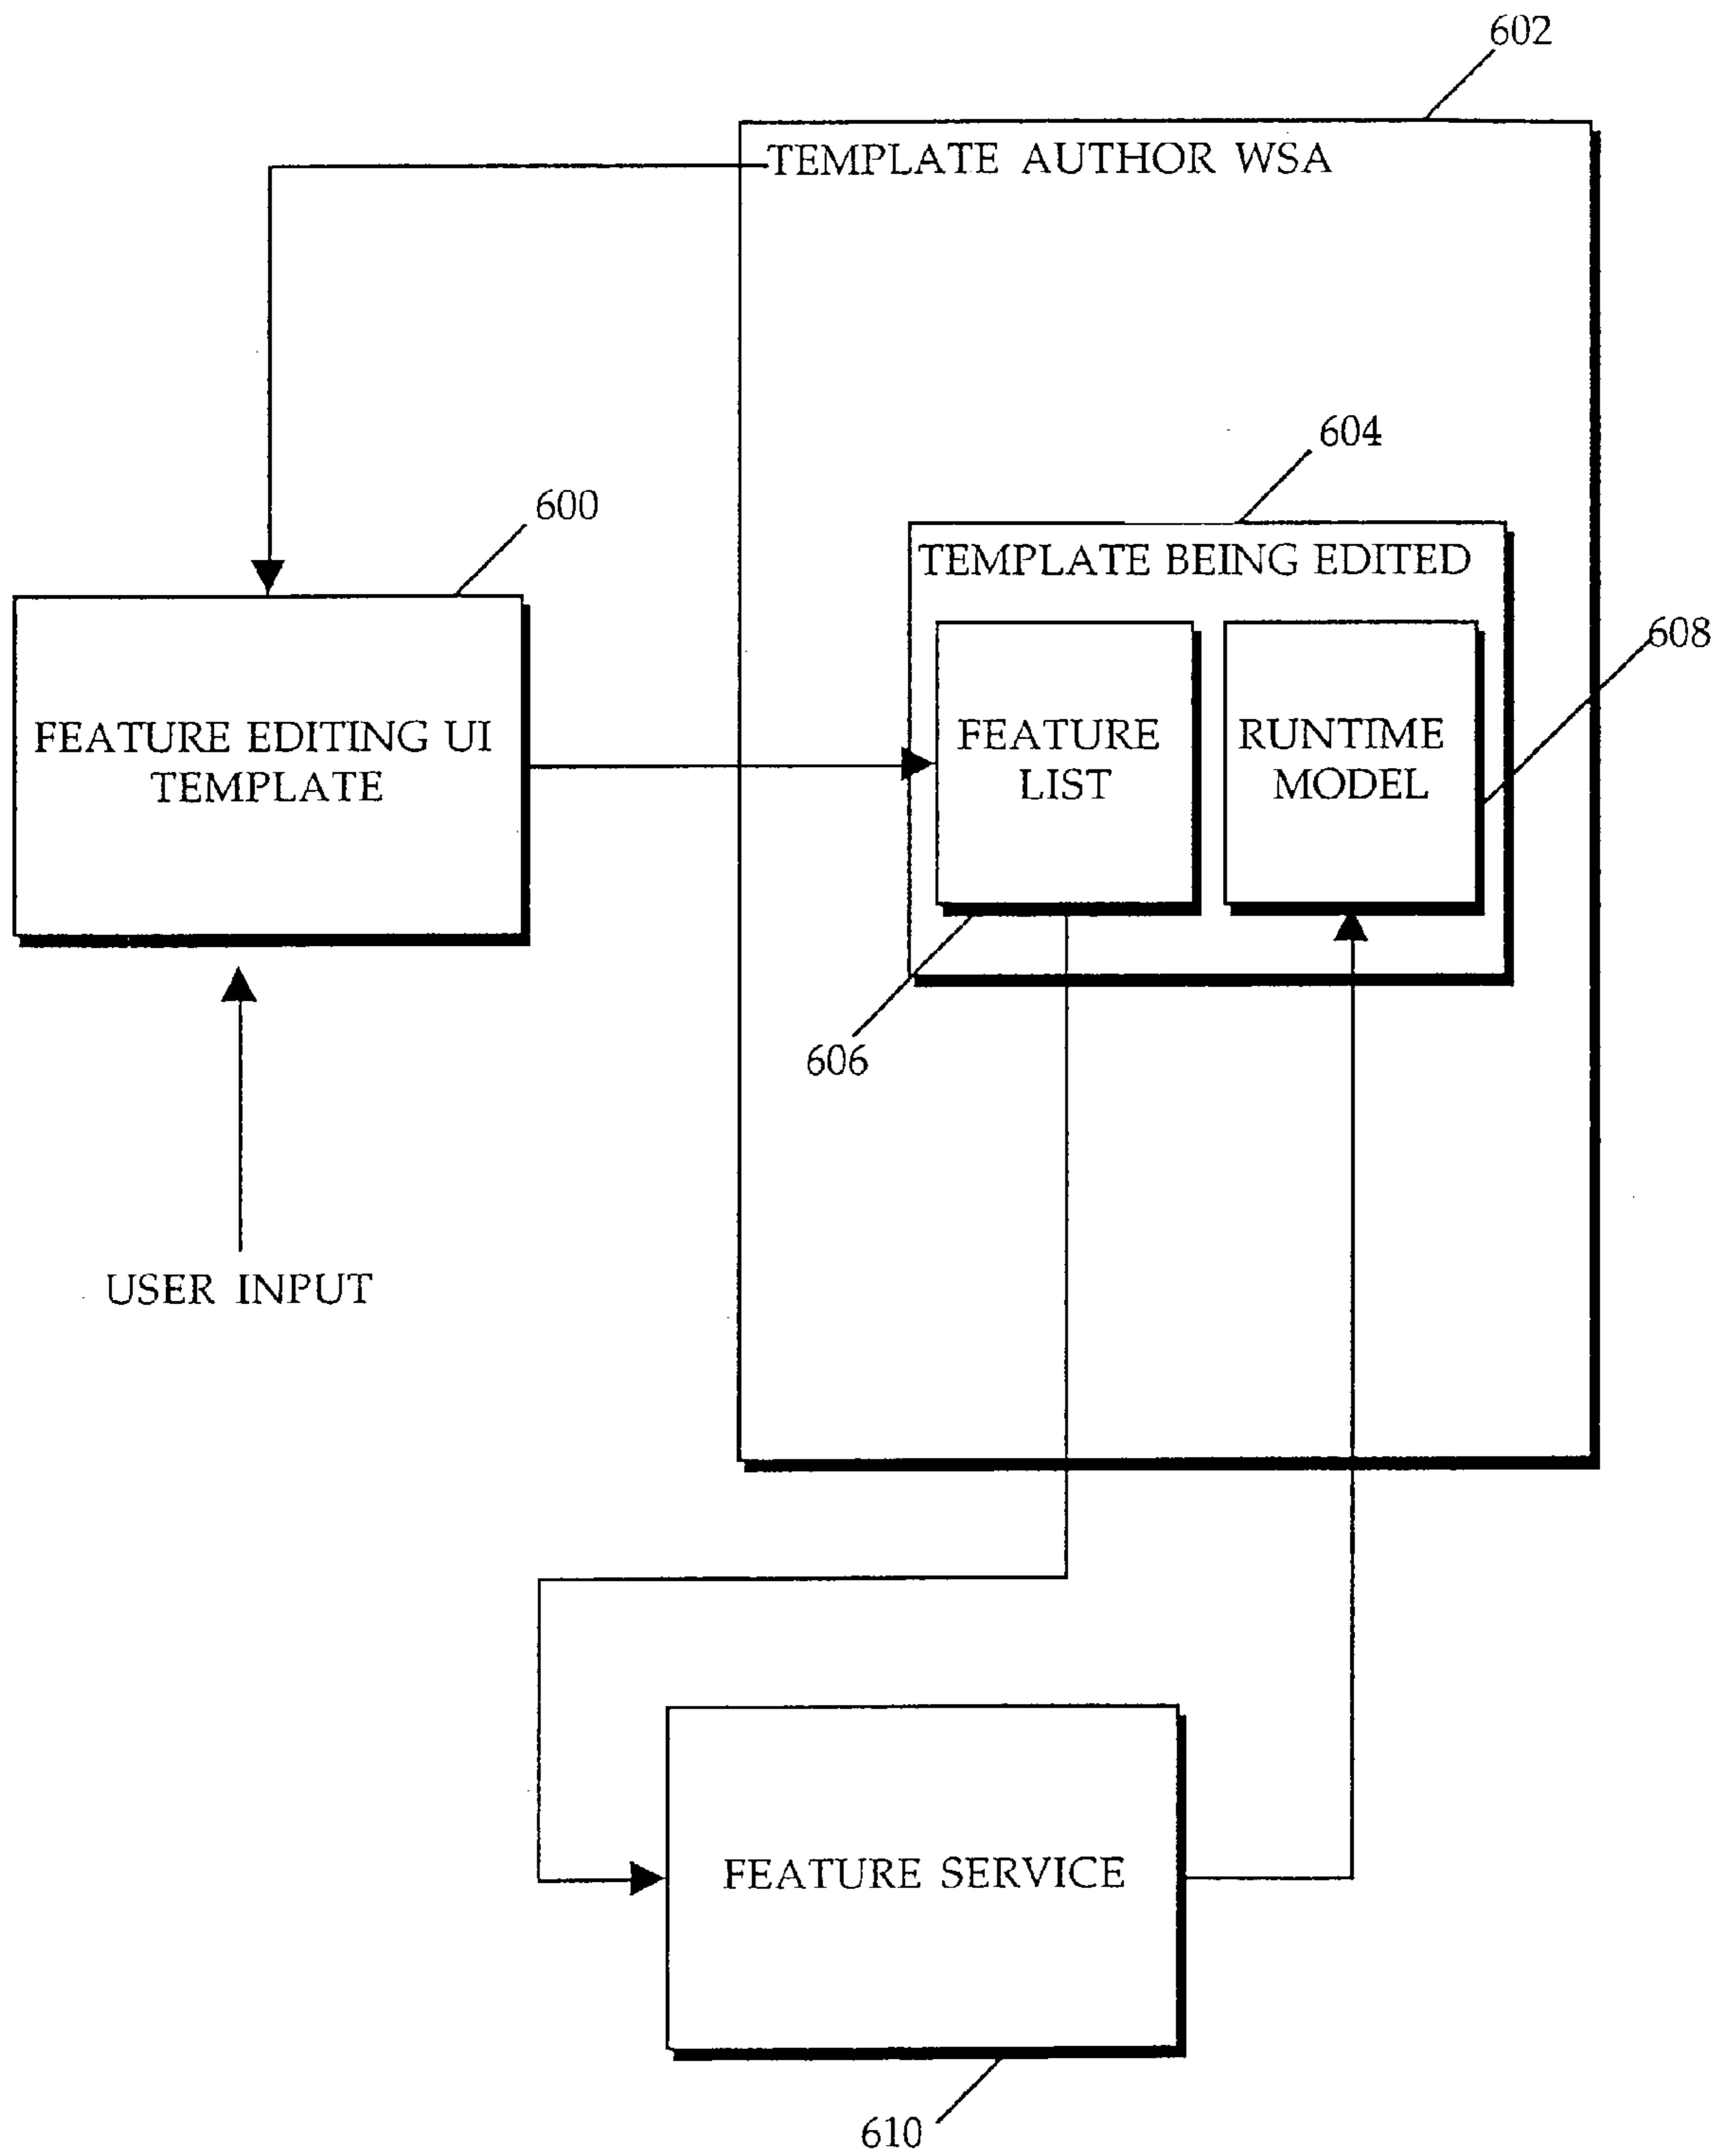 602
TEMPLATE AUTHOR WSA
604
600
TEMPLATE BEING EDITED
608
FEATURE EDITING UI
TEMPLATE
FEATURE
LIST
RUNTIME
MODEL
606
USER INPUT
FEATURE SERVICE
610